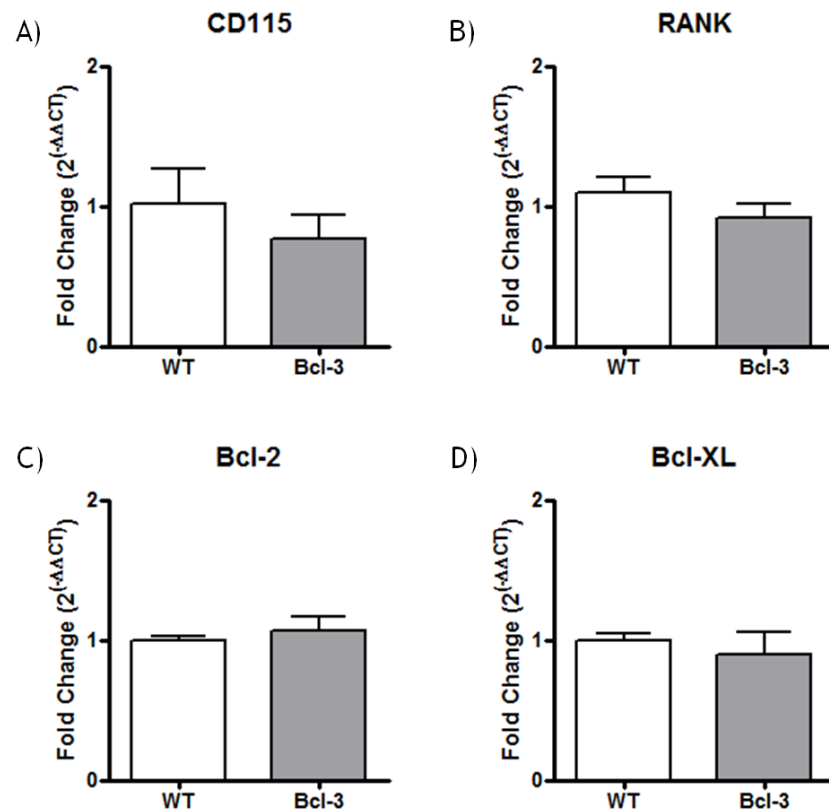 A)
CD115
Fold Change (2^(-ΔΔCT))
2
1
0
WT
Bcl-3
B)
RANK
Fold Change (2^(-ΔΔCT))
2
1
0
WT
Bcl-3
C)
Bcl-2
Fold Change (2^(-ΔΔCT))
2
1
0
WT
Bcl-3
D)
Bcl-XL
Fold Change (2^(-ΔΔCT))
2
1
0
WT
Bcl-3